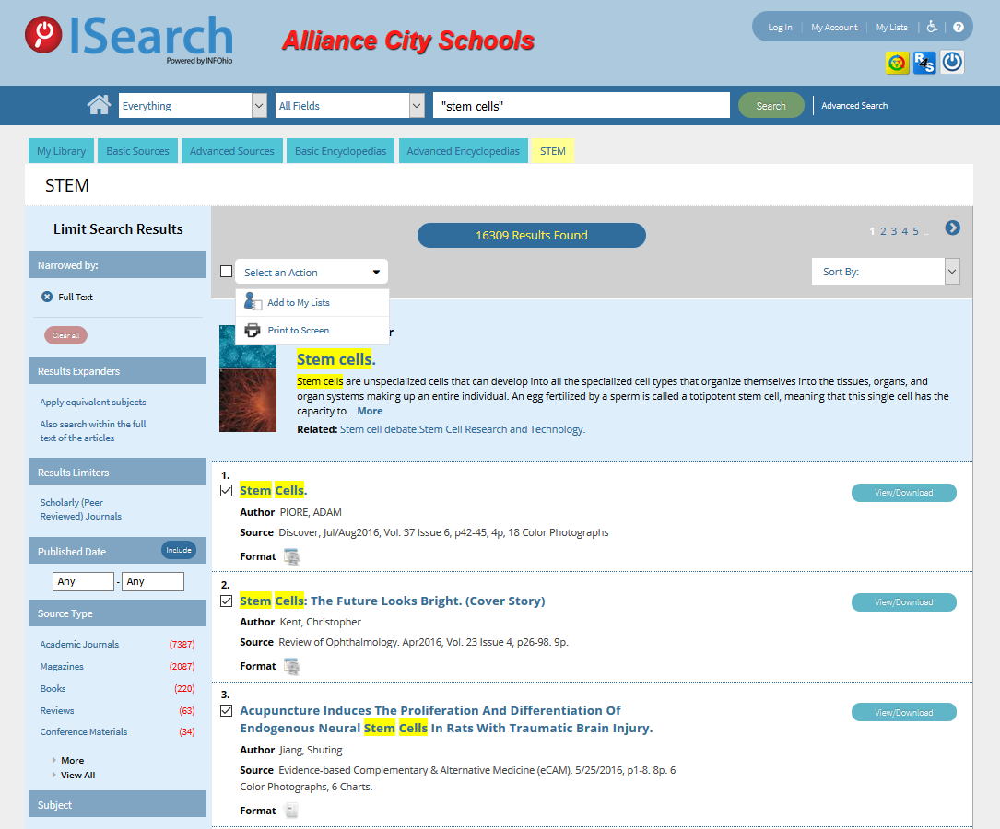 ISearch
Powered by INFOhio
Alliance City Schools
Log In | My Account | My Lists | | ?
R4S
Everything All Fields "stem cells" Search Advanced Search
My Library Basic Sources Advanced Sources Basic Encyclopedias Advanced Encyclopedias STEM
STEM
Limit Search Results
Narrowed by:
Full Text
Clear all
Results Expanders
Apply equivalent subjects
Also search within the full
text of the articles
Results Limiters
Scholarly (Peer
Reviewed) Journals
Published Date Include
Any - Any
Source Type
Academic Journals (7387)
Magazines (2087)
Books (220)
Reviews (63)
Conference Materials (34)
More
View All
Subject
16309 Results Found
1 2 3 4 5 ..
Select an Action
Sort By:
Add to My Lists
Print to Screen
r
Stem cells.
Stem cells are unspecialized cells that can develop into all the specialized cell types that organize themselves into the tissues, organs, and
organ systems making up an entire individual. An egg fertilized by a sperm is called a totipotent stem cell, meaning that this single cell has the
capacity to... More
Related: Stem cell debate.Stem Cell Research and Technology.
1.
Stem Cells. View/Download
Author PIORE, ADAM
Source Discover; Jul/Aug2016, Vol. 37 Issue 6, p42-45, 4p, 18 Color Photographs
Format
2.
Stem Cells: The Future Looks Bright. (Cover Story) View/Download
Author Kent, Christopher
Source Review of Ophthalmology. Apr2016, Vol. 23 Issue 4, p26-98. 9p.
Format
3.
Acupuncture Induces The Proliferation And Differentiation Of View/Download
Endogenous Neural Stem Cells In Rats With Traumatic Brain Injury.
Author Jiang, Shuting
Source Evidence-based Complementary & Alternative Medicine (eCAM). 5/25/2016, p1-8. 8p. 6
Color Photographs, 6 Charts.
Format